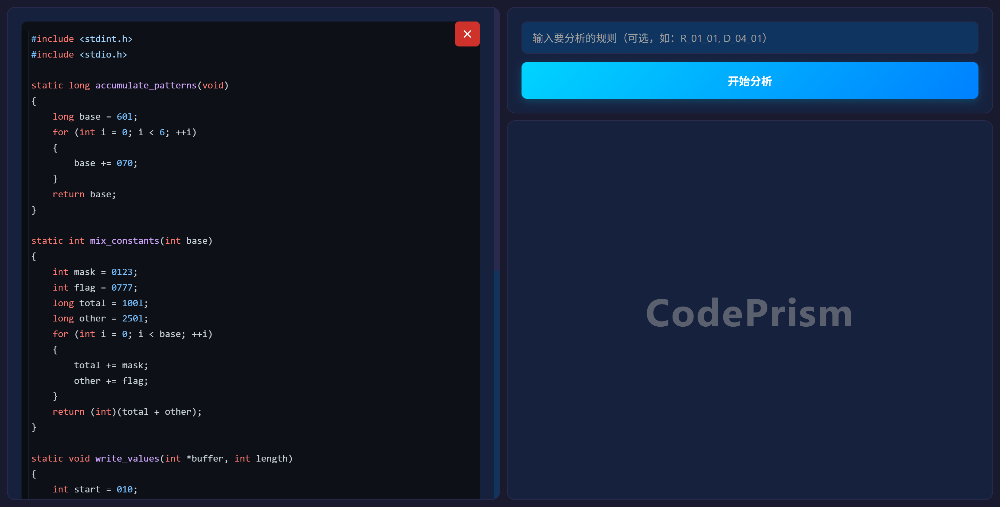 #include <stdint.h>
#include <stdio.h>

static long accumulate_patterns(void)
{
    long base = 60l;
    for (int i = 0; i < 6; ++i)
    {
        base += 070;
    }
    return base;
}

static int mix_constants(int base)
{
    int mask = 0123;
    int flag = 0777;
    long total = 100l;
    long other = 250l;
    for (int i = 0; i < base; ++i)
    {
        total += mask;
        other += flag;
    }
    return (int)(total + other);
}

static void write_values(int *buffer, int length)
{
    int start = 010;
输入要分析的规则（可选，如：R_01_01, D_04_01）
开始分析
CodePrism